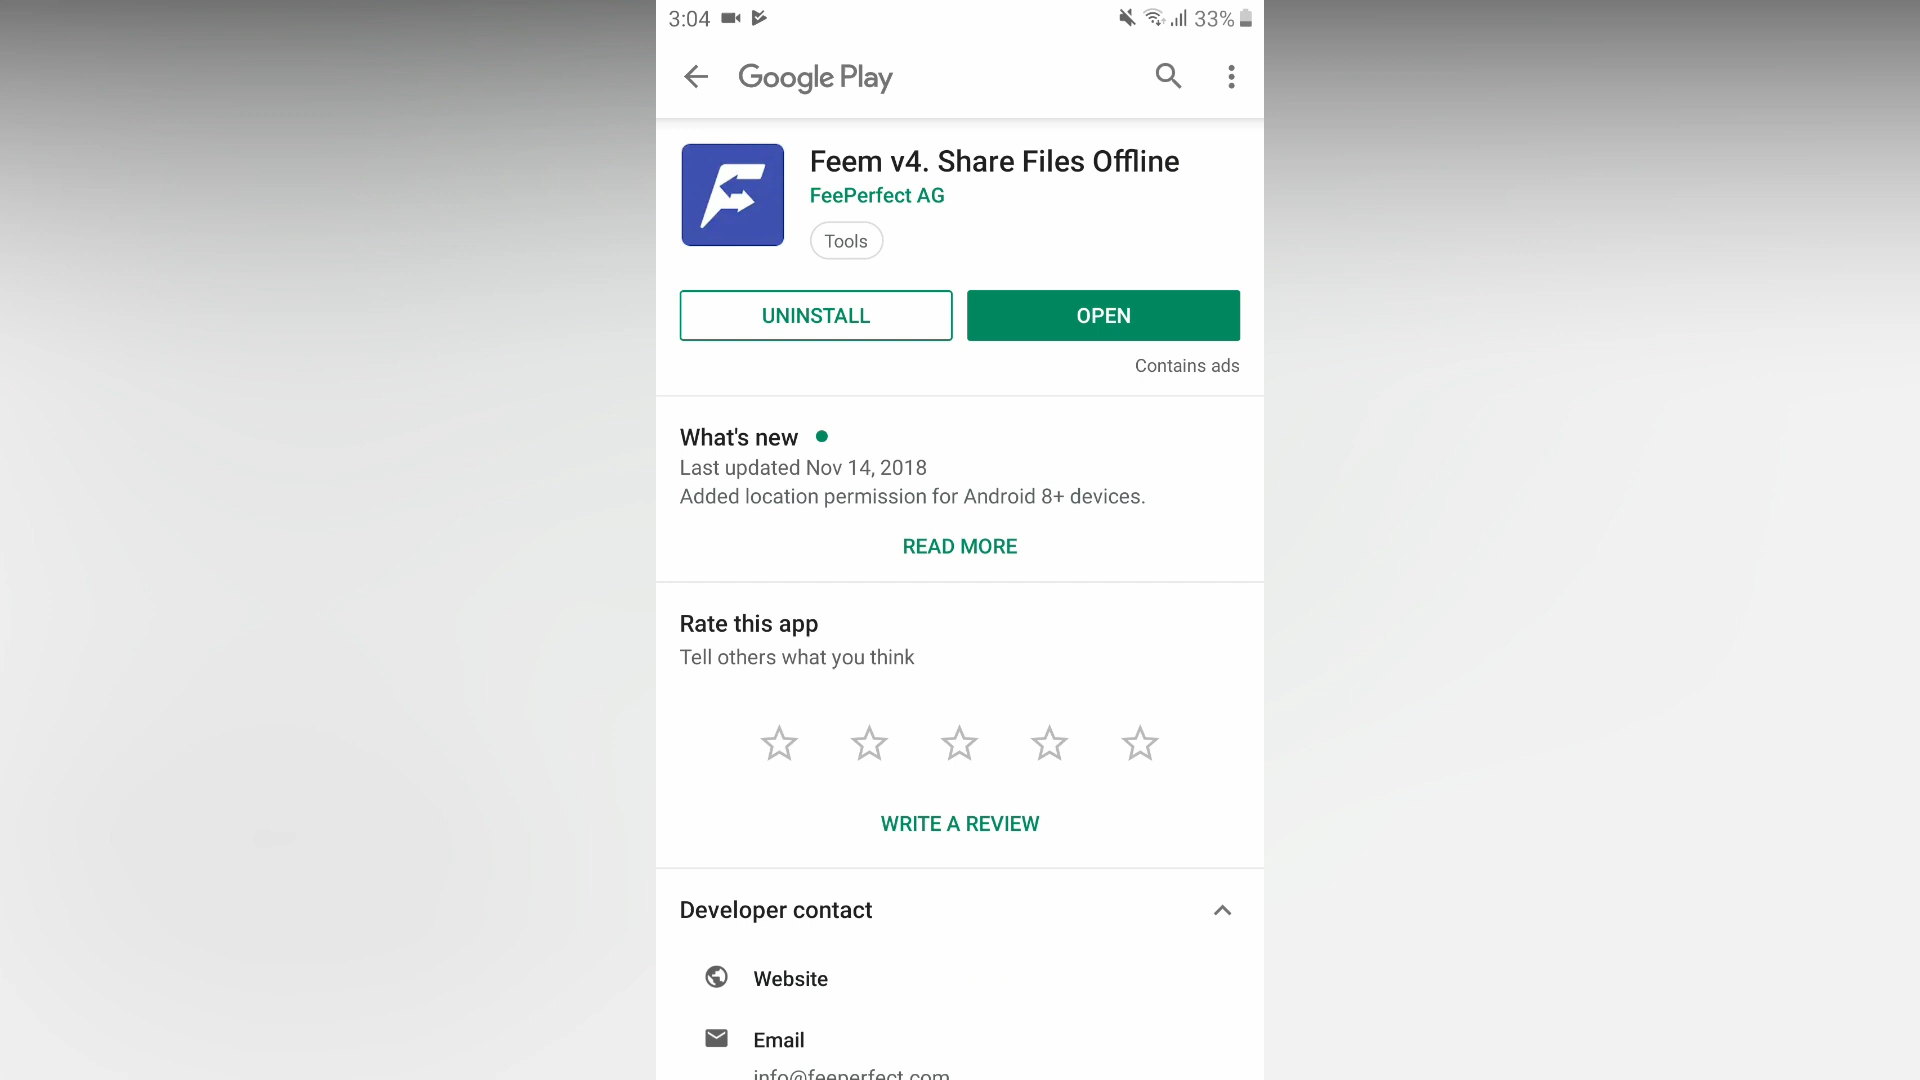 3:04
33%
Google Play
Feem v4. Share Files Offline
FeePerfect AG
Tools
UNINSTALL
OPEN
Contains ads
What's new
Last updated Nov 14, 2018
Added location permission for Android 8+ devices.
READ MORE
Rate this app
Tell others what you think
WRITE A REVIEW
Developer contact
Website
Email
info@feeperfect.com